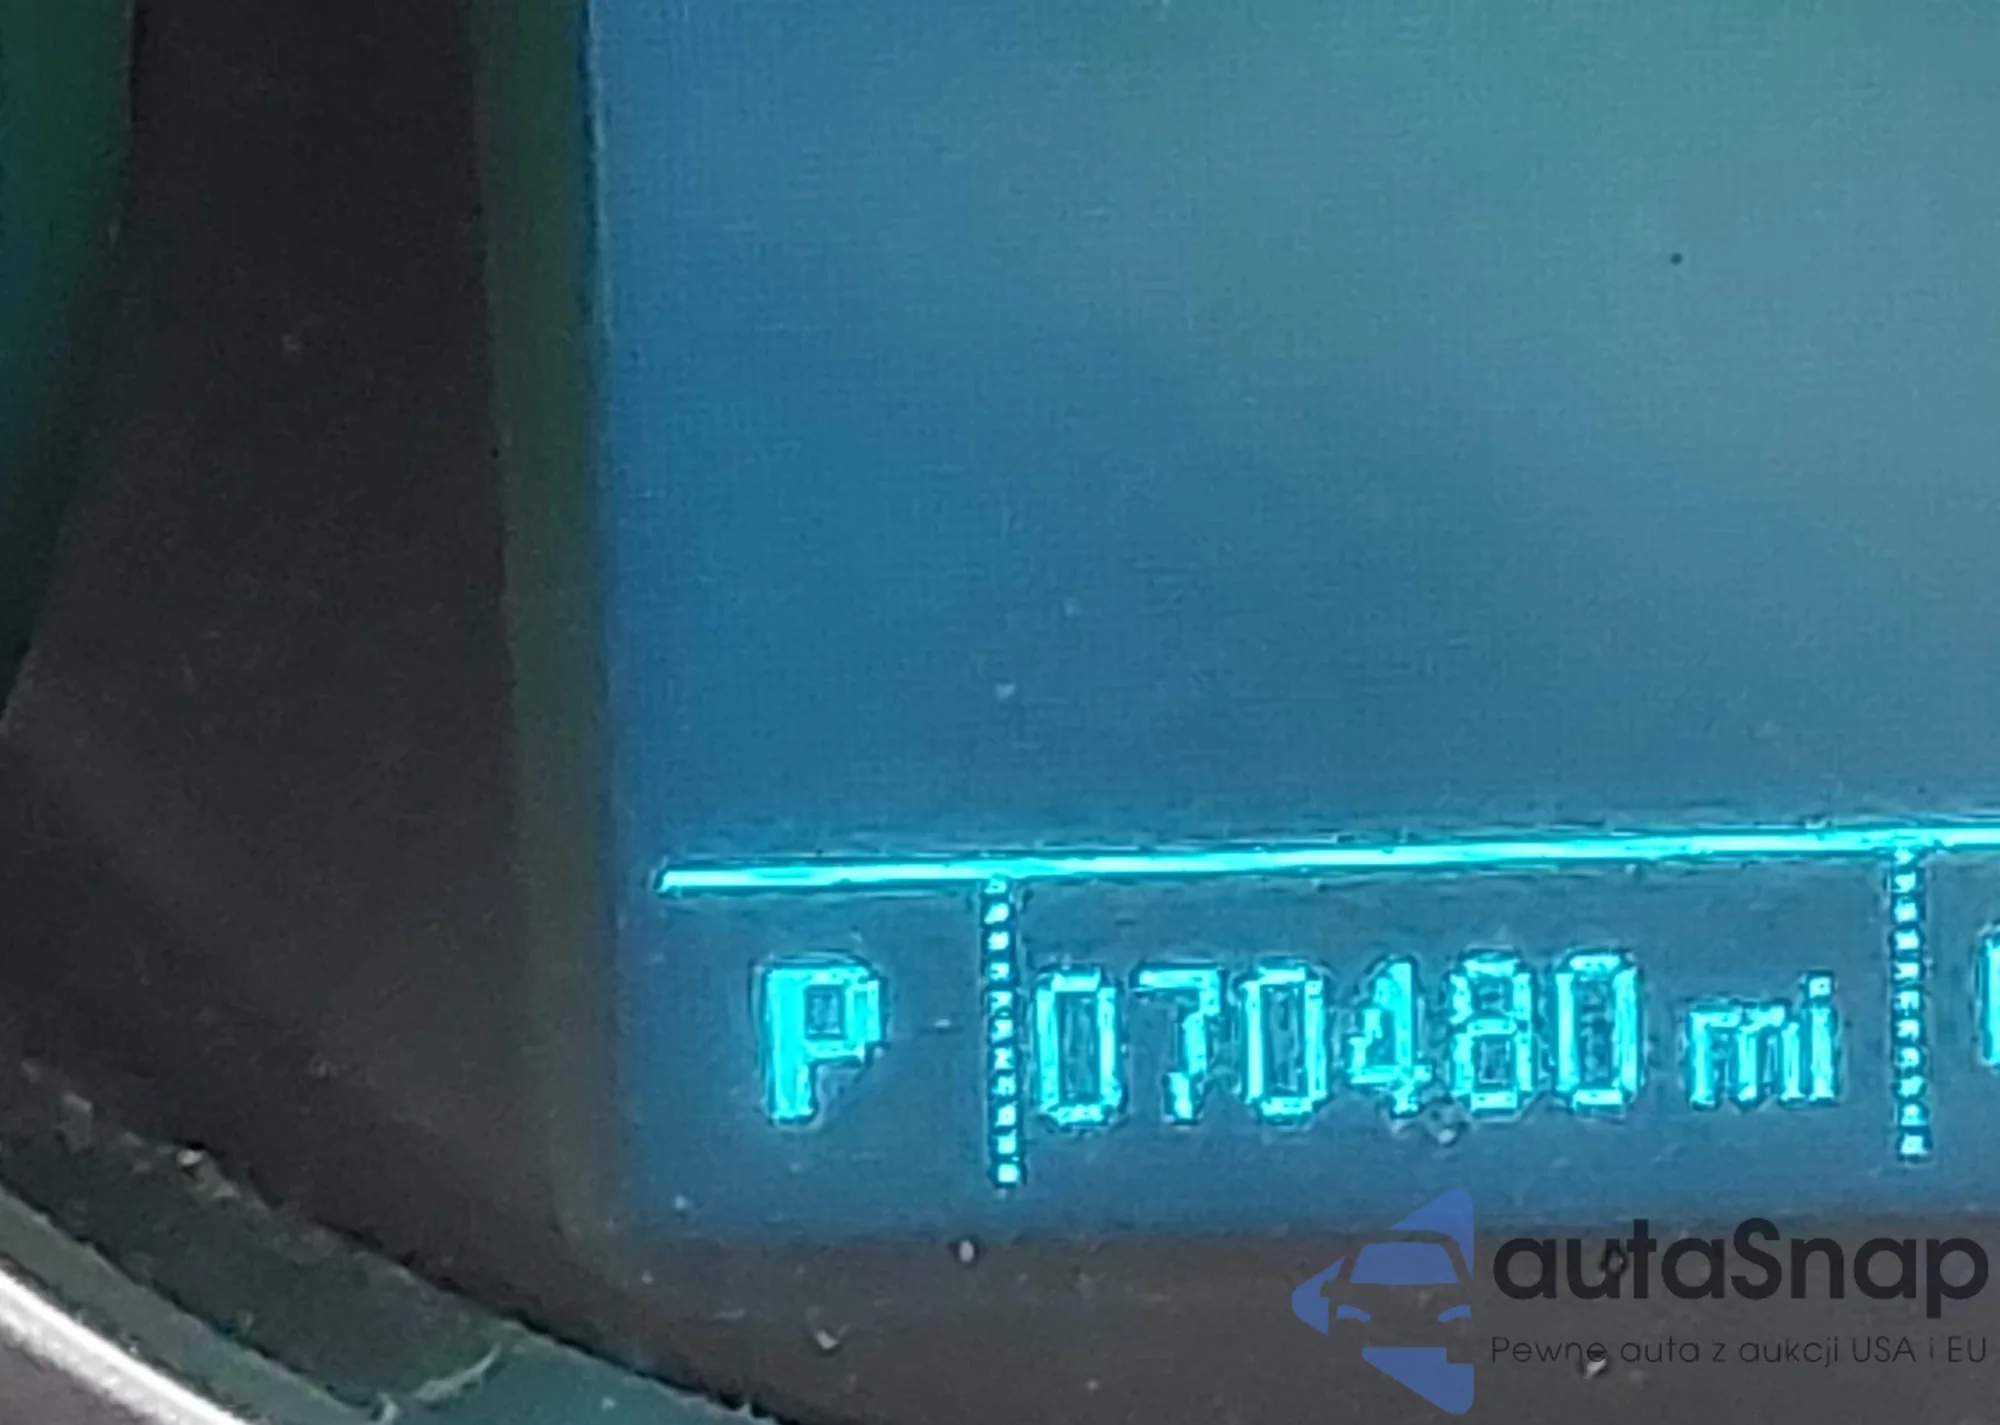 P 070480 mi
autaSnap
Pewne auta z aukcji USA i EU